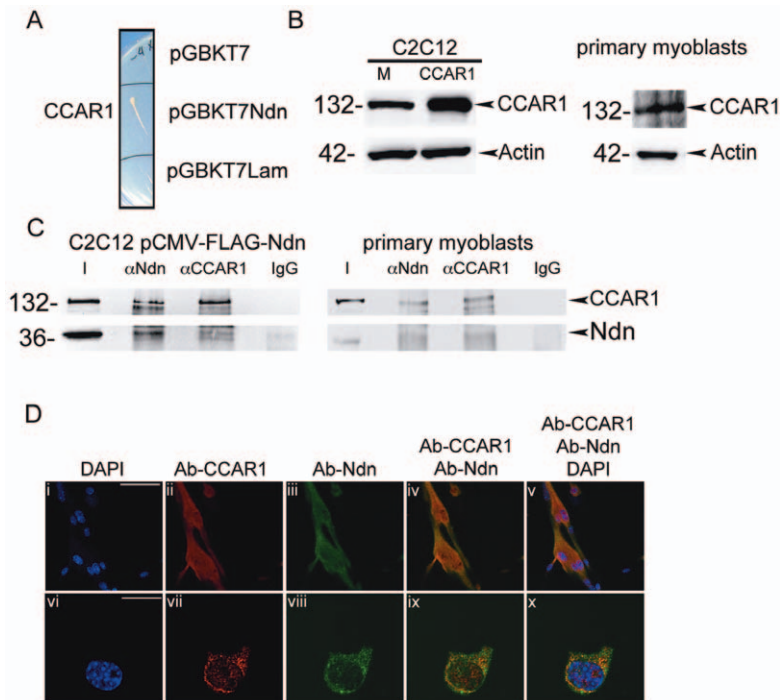 A
pGBKT7
CCAR1
pGBKT7Ndn
pGBKT7Lam
B
C2C12
M CCAR1
132- CCAR1
42- Actin
primary myoblasts
132- CCAR1
42- Actin
C
C2C12 pCMV-FLAG-Ndn
I αNdn αCCAR1 IgG
132-
36-
primary myoblasts
I αNdn αCCAR1 IgG
CCAR1
Ndn
D
DAPI
Ab-CCAR1
Ab-Ndn
Ab-CCAR1
Ab-Ndn
Ab-CCAR1
Ab-Ndn
DAPI
i ii iii iv v
vi vii viii ix x